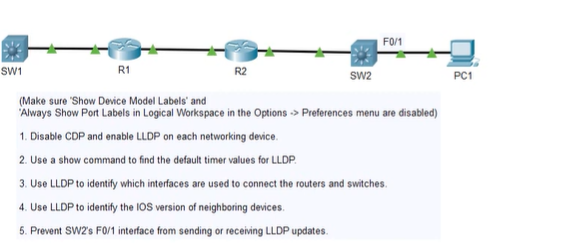 F0/1
SW1
R1
R2
SW2
PC1
(Make sure 'Show Device Model Labels' and
'Always Show Port Labels in Logical Workspace in the Options -> Preferences menu are disabled)
1. Disable CDP and enable LLDP on each networking device.
2. Use a show command to find the default timer values for LLDP.
3. Use LLDP to identify which interfaces are used to connect the routers and switches.
4. Use LLDP to identify the IOS version of neighboring devices.
5. Prevent SW2's F0/1 interface from sending or receiving LLDP updates.